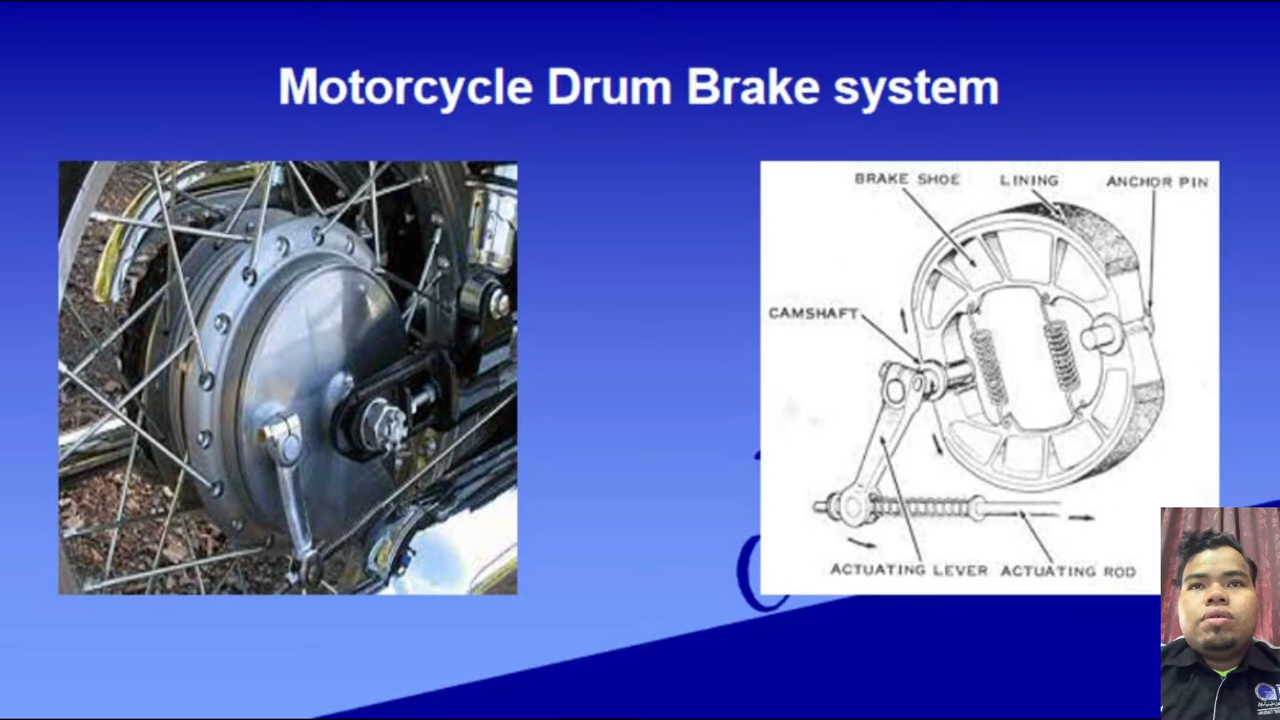 Motorcycle Drum Brake system
BRAKE SHOE LINING ANCHOR PIN
CAMSHAFT
ACTUATING LEVER ACTUATING ROD